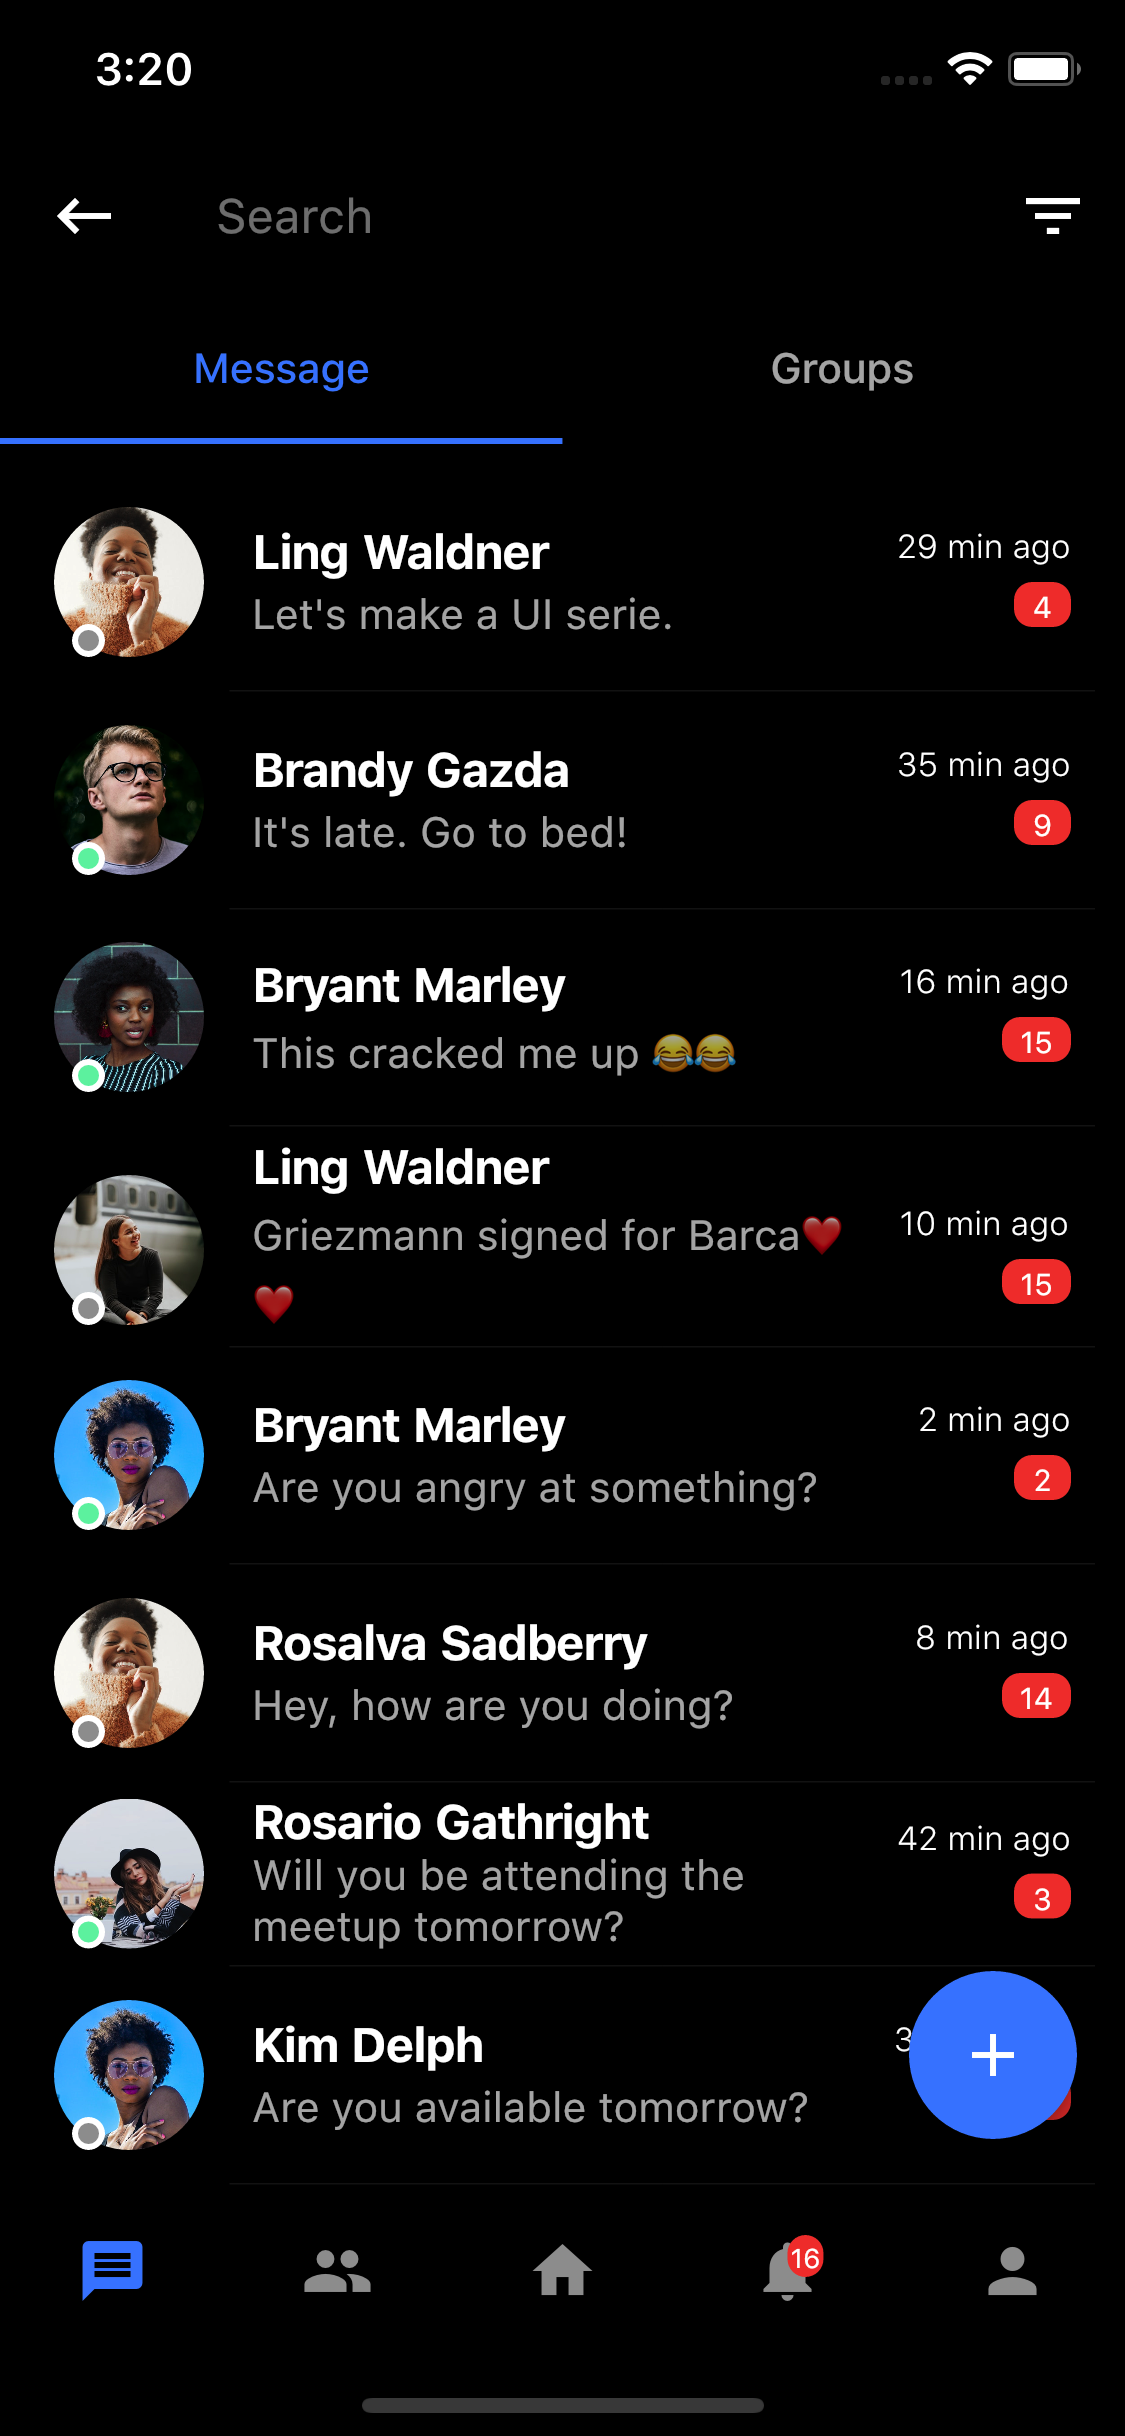 3:20
Search
Message
Groups
Ling Waldner
29 min ago
Let's make a UI serie.
4
Brandy Gazda
35 min ago
It's late. Go to bed!
9
Bryant Marley
16 min ago
This cracked me up 😂😂
15
Ling Waldner
Griezmann signed for Barca❤️
10 min ago
❤️
15
Bryant Marley
2 min ago
Are you angry at something?
2
Rosalva Sadberry
8 min ago
Hey, how are you doing?
14
Rosario Gathright
42 min ago
Will you be attending the
3
meetup tomorrow?
Kim Delph
Are you available tomorrow?
16